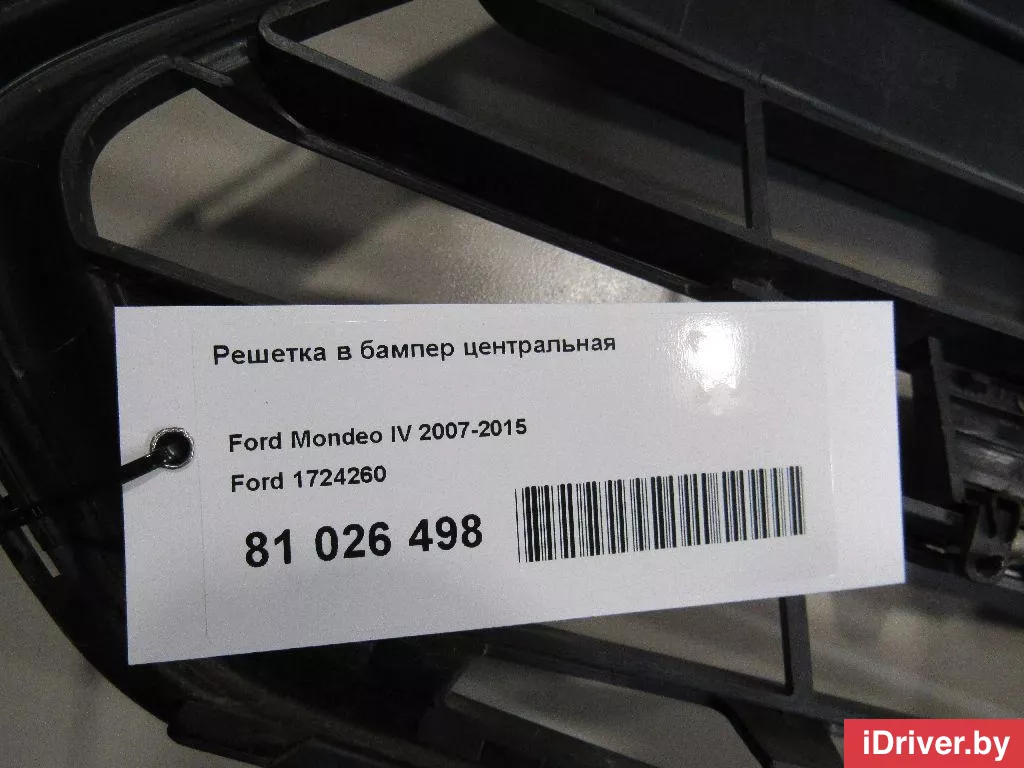 Решетка в бампер центральная
Ford Mondeo IV 2007-2015
Ford 1724260
81 026 498
iDriver.by